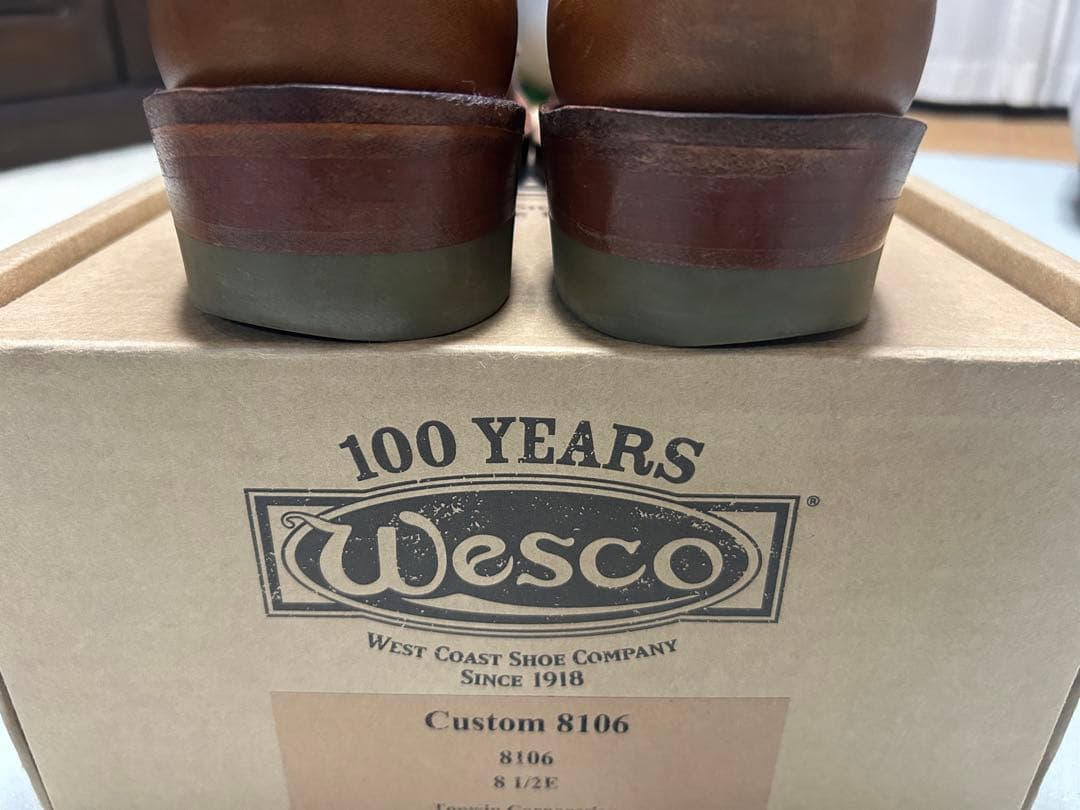 100 YEARS
Wesco ®
WEST COAST SHOE COMPANY
SINCE 1918
Custom 8106
8106
8 1/2E